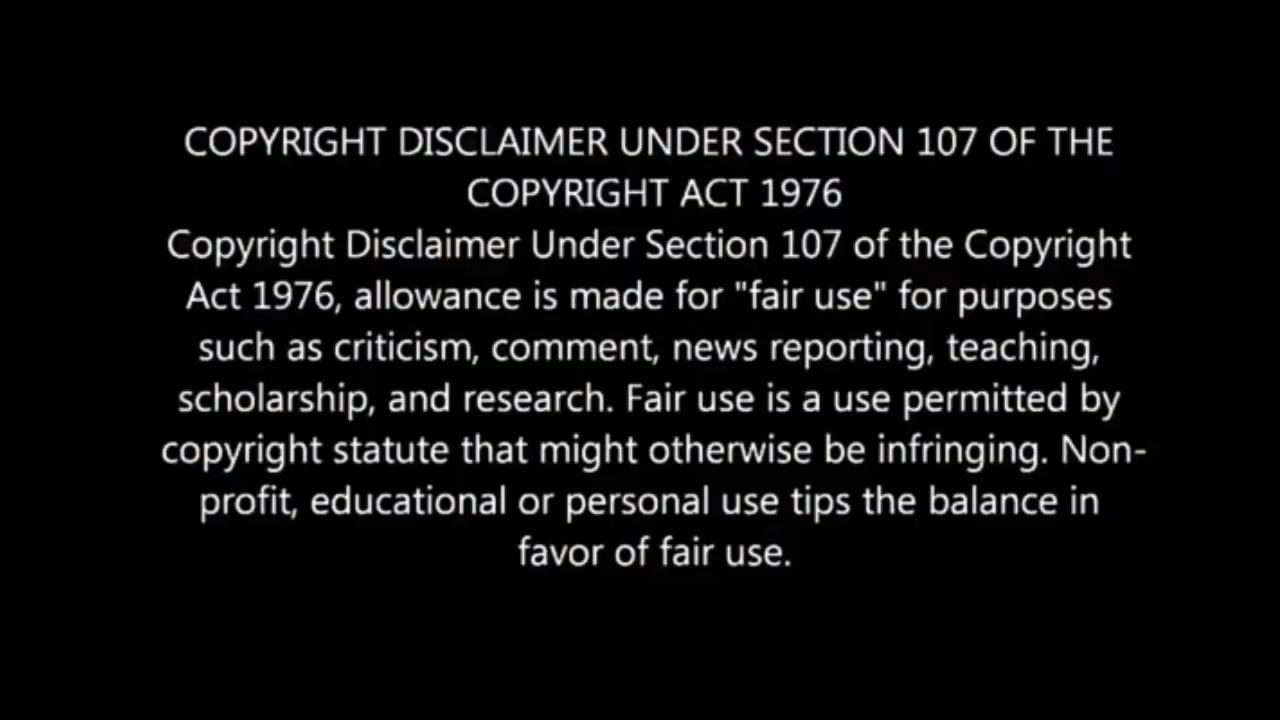 COPYRIGHT DISCLAIMER UNDER SECTION 107 OF THE
COPYRIGHT ACT 1976
Copyright Disclaimer Under Section 107 of the Copyright
Act 1976, allowance is made for "fair use" for purposes
such as criticism, comment, news reporting, teaching,
scholarship, and research. Fair use is a use permitted by
copyright statute that might otherwise be infringing. Non-
profit, educational or personal use tips the balance in
favor of fair use.